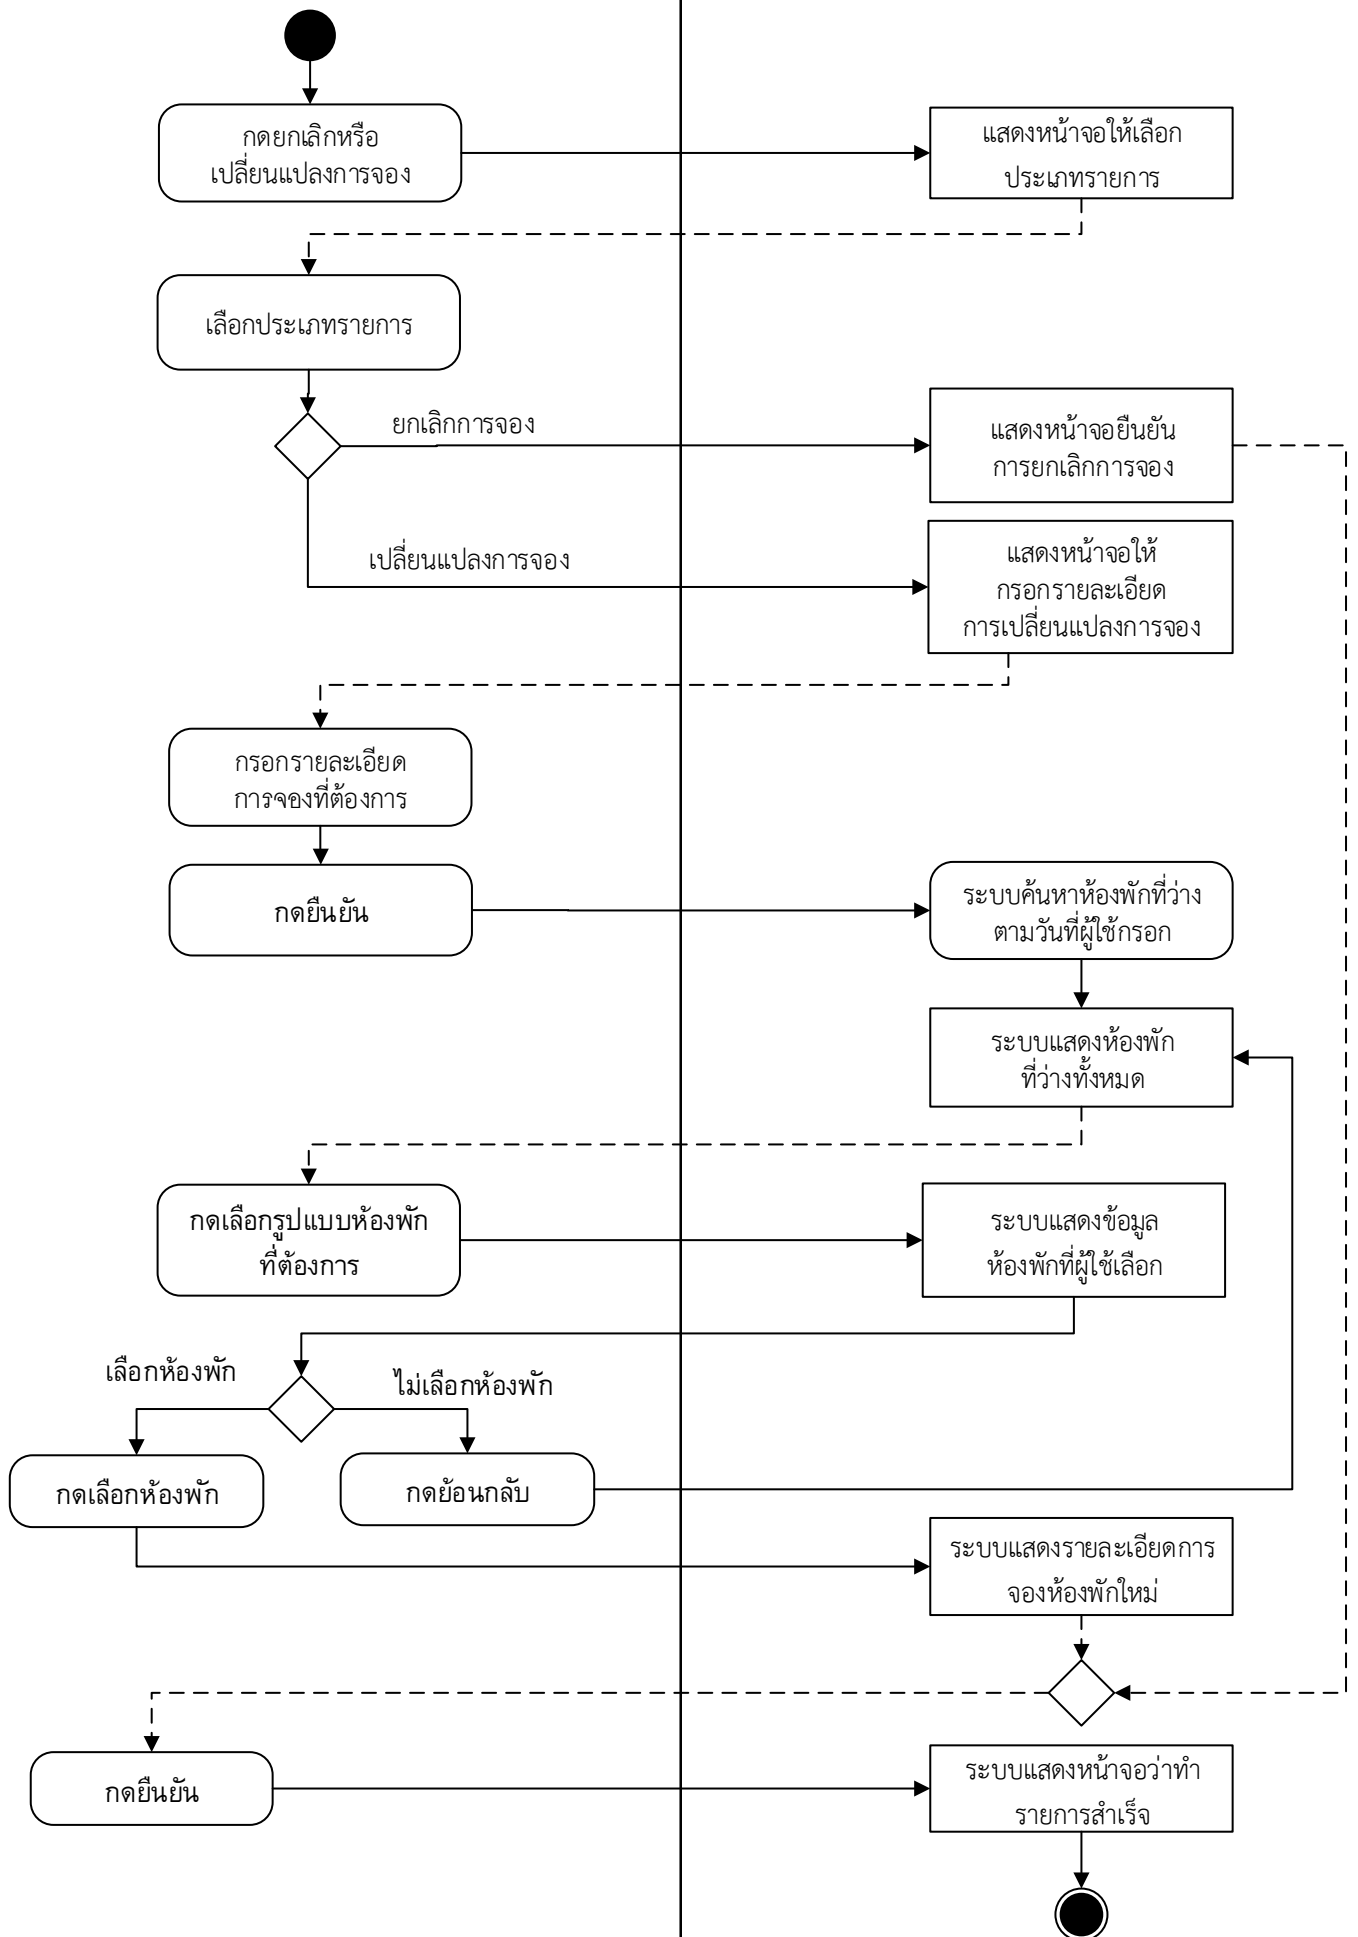 กดยกเลิกหรือ
เปลี่ยนแปลงการจอง
แสดงหน้าจอให้เลือก
ประเภทรายการ
เลือกประเภทรายการ
ยกเลิกการจอง
แสดงหน้าจอยืนยัน
การยกเลิกการจอง
เปลี่ยนแปลงการจอง
แสดงหน้าจอให้
กรอกรายละเอียด
การเปลี่ยนแปลงการจอง
กรอกรายละเอียด
การจองที่ต้องการ
กดยืนยัน
ระบบค้นหาห้องพักที่ว่าง
ตามวันที่ผู้ใช้กรอก
ระบบแสดงห้องพัก
ที่ว่างทั้งหมด
กดเลือกรูปแบบห้องพัก
ที่ต้องการ
ระบบแสดงข้อมูล
ห้องพักที่ผู้ใช้เลือก
เลือกห้องพัก
ไม่เลือกห้องพัก
กดเลือกห้องพัก
กดย้อนกลับ
ระบบแสดงรายละเอียดการ
จองห้องพักใหม่
กดยืนยัน
ระบบแสดงหน้าจอว่าทำ
รายการสำเร็จ